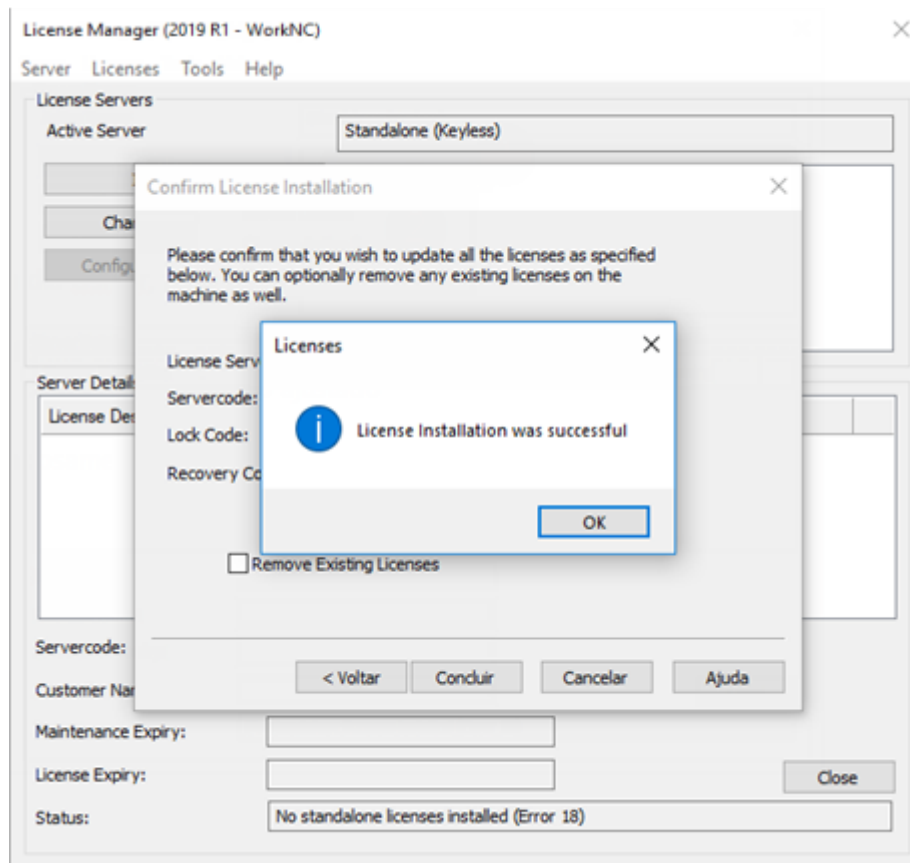 License Manager (2019 R1 - WorkNC)
Server Licenses Tools Help
License Servers
Active Server
Standalone (Keyless)
Confirm License Installation
Please confirm that you wish to update all the licenses as specified
below. You can optionally remove any existing licenses on the
machine as well.
Licenses
License Installation was successful
OK
Servercode:
Lock Code:
Remove Existing Licenses
< Voltar Concluir Cancelar Ajuda
Servercode:
Maintenance Expiry:
License Expiry:
Close
Status:
No standalone licenses installed (Error 18)